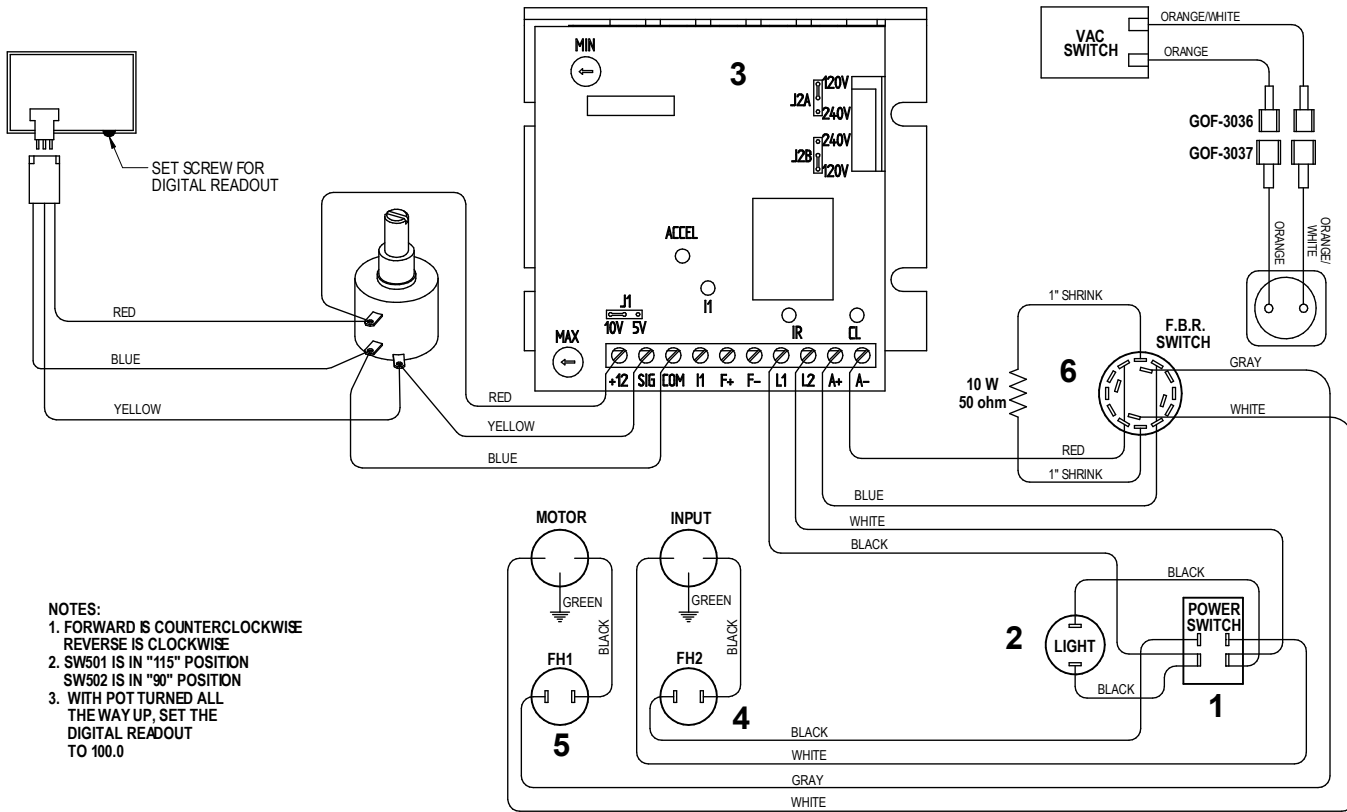 MIN
3
120V
J2A
240V
240V
J2B
120V
ACCEL
I1
J1
10V 5V
IR
CL
MAX
+12 SIG COM I1 F+ F- L1 L2 A+ A-
SET SCREW FOR
DIGITAL READOUT
RED
BLUE
YELLOW
RED
YELLOW
BLUE
VAC
SWITCH
ORANGE/WHITE
ORANGE
GOF-3036
GOF-3037
ORANGE
ORANGE/
WHITE
1" SHRINK
F.B.R.
SWITCH
6
10 W
50 ohm
GRAY
WHITE
RED
1" SHRINK
BLUE
WHITE
BLACK
MOTOR
INPUT
GREEN
GREEN
BLACK
BLACK
FH1
FH2
5
4
BLACK
2
LIGHT
POWER
SWITCH
BLACK
1
BLACK
WHITE
GRAY
WHITE
NOTES:
1. FORWARD IS COUNTERCLOCKWISE
REVERSE IS CLOCKWISE
2. SW501 IS IN "115" POSITION
SW502 IS IN "90" POSITION
3. WITH POT TURNED ALL
THE WAY UP, SET THE
DIGITAL READOUT
TO 100.0